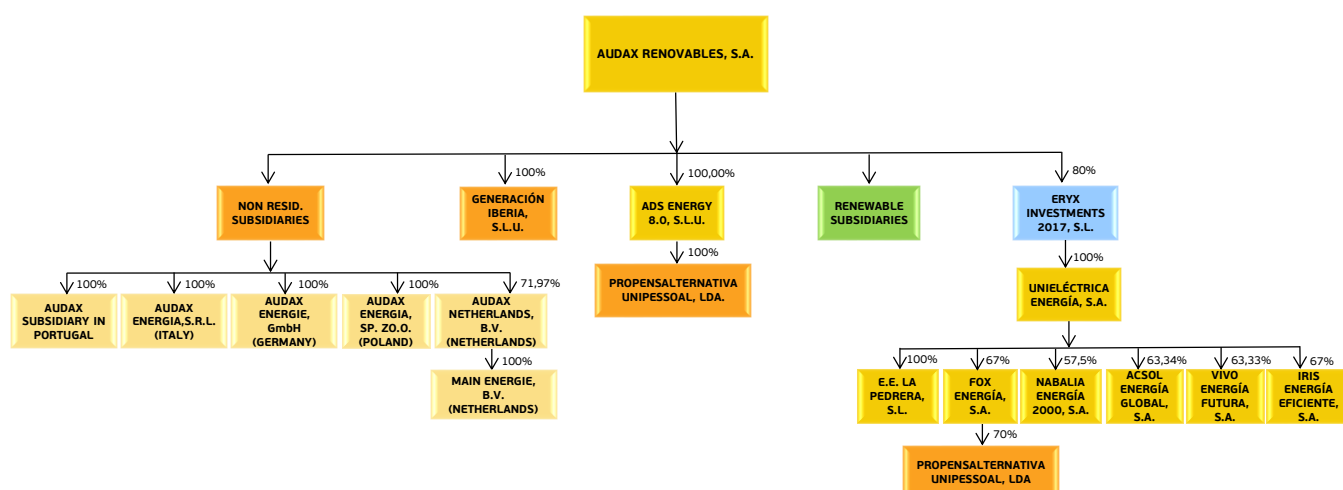 AUDAX RENOVABLES, S.A.
100%
100,00%
80%
NON RESID.
SUBSIDIARIES
GENERACIÓN
IBERIA,
S.L.U.
ADS ENERGY
8.0, S.L.U.
RENEWABLE
SUBSIDIARIES
ERYX
INVESTMENTS
2017, S.L.
100%
100%
PROPENSALTERNATIVA
UNIPESSOAL, LDA.
UNIELÉCTRICA
ENERGÍA, S.A.
100%
100%
100%
100%
71,97%
AUDAX
SUBSIDIARY IN
PORTUGAL
AUDAX
ENERGIA,S.R.L.
(ITALY)
AUDAX
ENERGIE,
GmbH
(GERMANY)
AUDAX
ENERGIA,
SP. ZO.O.
(POLAND)
AUDAX
NETHERLANDS,
B.V.
(NETHERLANDS)
100%
MAIN ENERGIE,
B.V.
(NETHERLANDS)
100%
67%
57,5%
63,34%
63,33%
67%
E.E. LA
PEDRERA,
S.L.
FOX
ENERGÍA,
S.A.
NABALIA
ENERGÍA
2000, S.A.
ACSOL
ENERGÍA
GLOBAL,
S.A.
VIVO
ENERGÍA
FUTURA,
S.A.
IRIS
ENERGÍA
EFICIENTE,
S.A.
70%
PROPENSALTERNATIVA
UNIPESSOAL, LDA